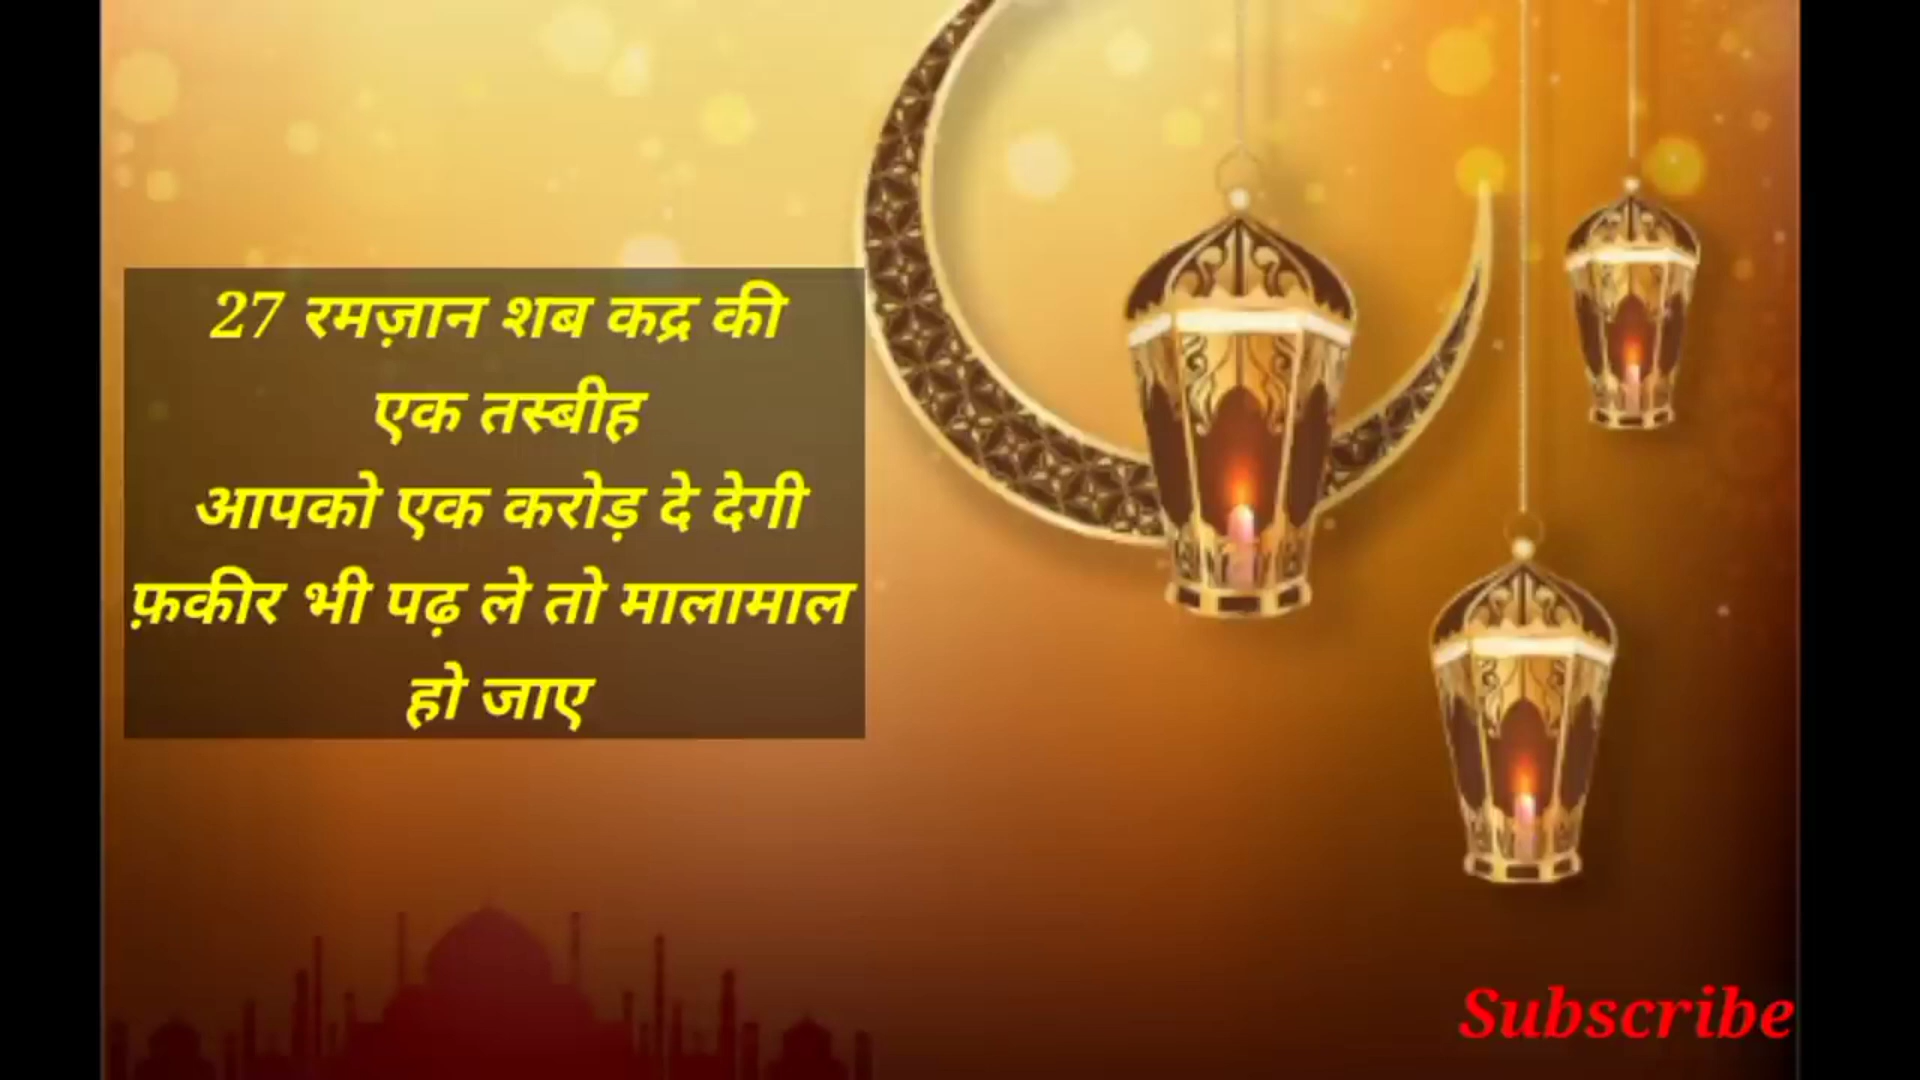 27 रमज़ान शब कद्र की
एक तस्बीह
आपको एक करोड़ दे देगी
फ़कीर भी पढ़ ले तो मालामाल
हो जाए
Subscribe